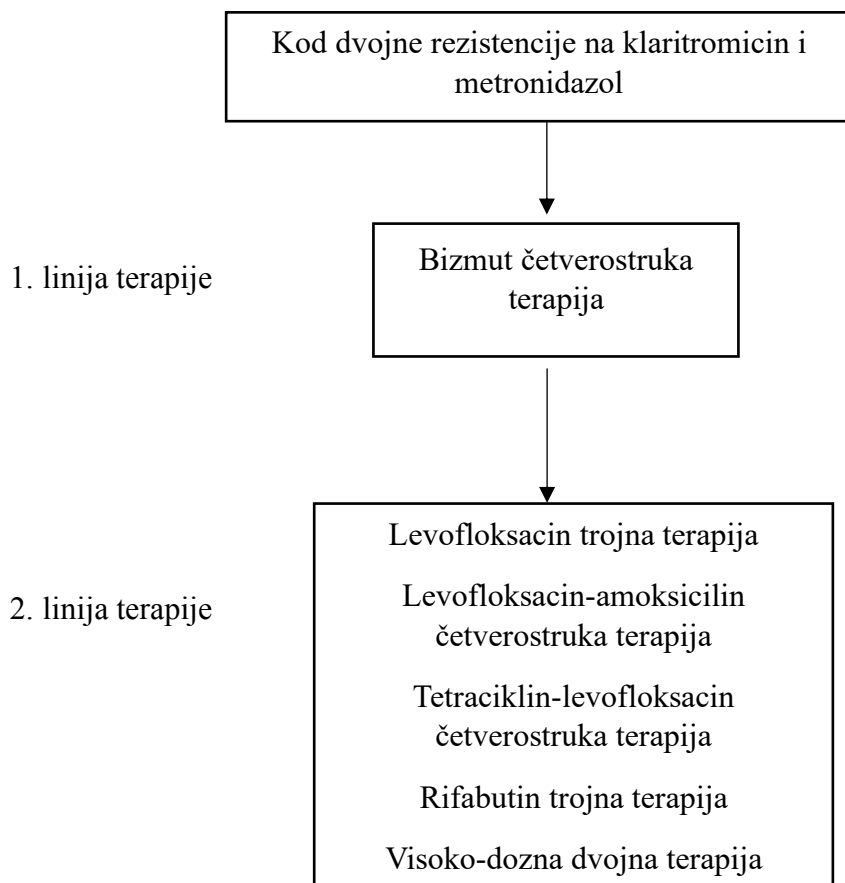 Kod dvojne rezistencije na klaritromicin i
metronidazol
1. linija terapije
Bizmut četverostruka
terapija
2. linija terapije
Levofloksacin trojna terapija
Levofloksacin-amoksicilin
četverostruka terapija
Tetraciklin-levofloksacin
četverostruka terapija
Rifabutin trojna terapija
Visoko-dozna dvojna terapija